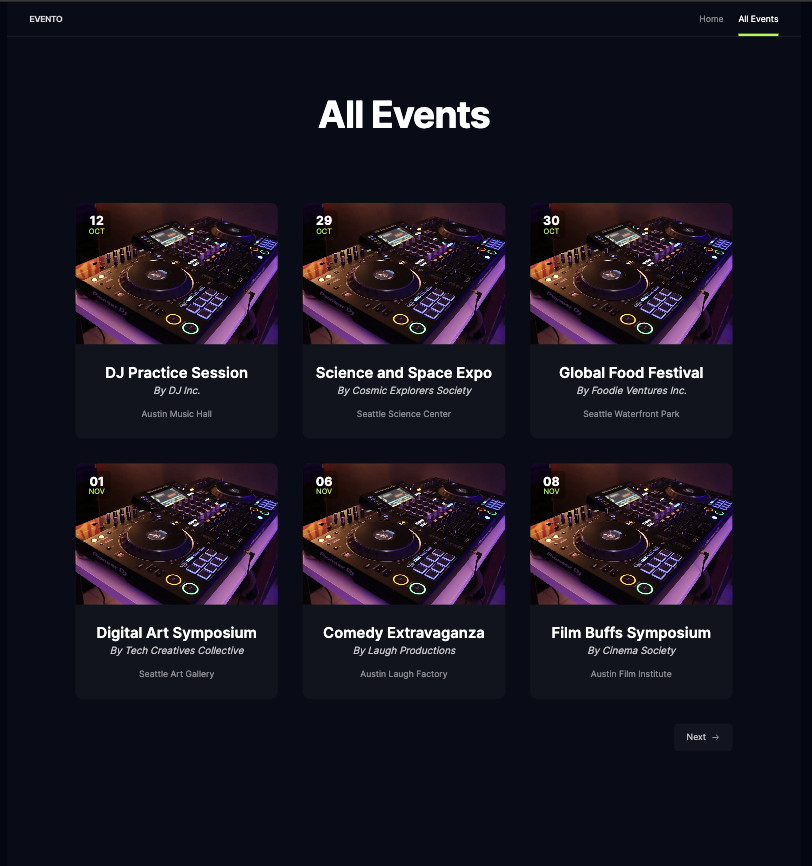 EVENTO
Home
All Events
All Events
12
OCT
29
OCT
30
OCT
DJ Practice Session
By DJ Inc.
Austin Music Hall
Science and Space Expo
By Cosmic Explorers Society
Seattle Science Center
Global Food Festival
By Foodie Ventures Inc.
Seattle Waterfront Park
01
NOV
06
NOV
08
NOV
Digital Art Symposium
By Tech Creatives Collective
Seattle Art Gallery
Comedy Extravaganza
By Laugh Productions
Austin Laugh Factory
Film Buffs Symposium
By Cinema Society
Austin Film Institute
Next →